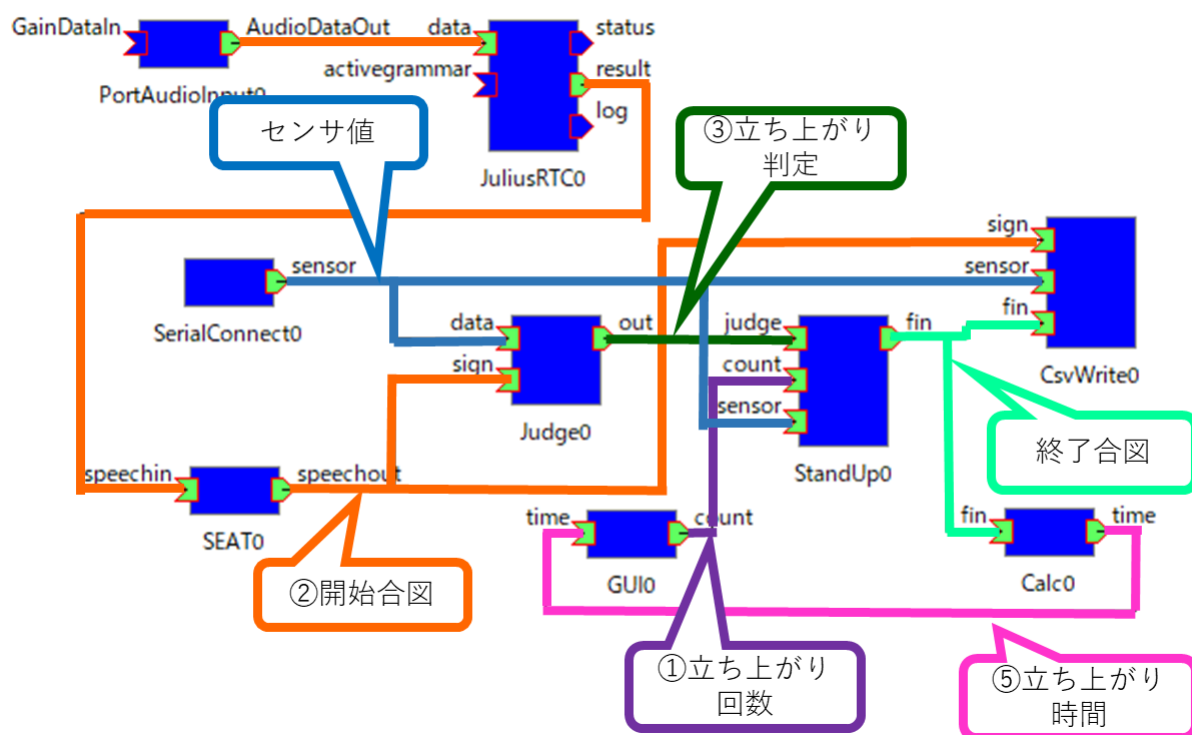 GainDataIn
AudioDataOut
data
status
activegrammar
result
log
PortAudioInput0
JuliusRTC0
センサ値
③立ち上がり
判定
sign
sensor
fin
CsvWrite0
sensor
SerialConnect0
data
sign
out
Judge0
judge
count
sensor
fin
StandUp0
終了合図
speechin
speechout
SEAT0
②開始合図
time
count
GUI0
fin
time
Calc0
①立ち上がり
回数
⑤立ち上がり
時間